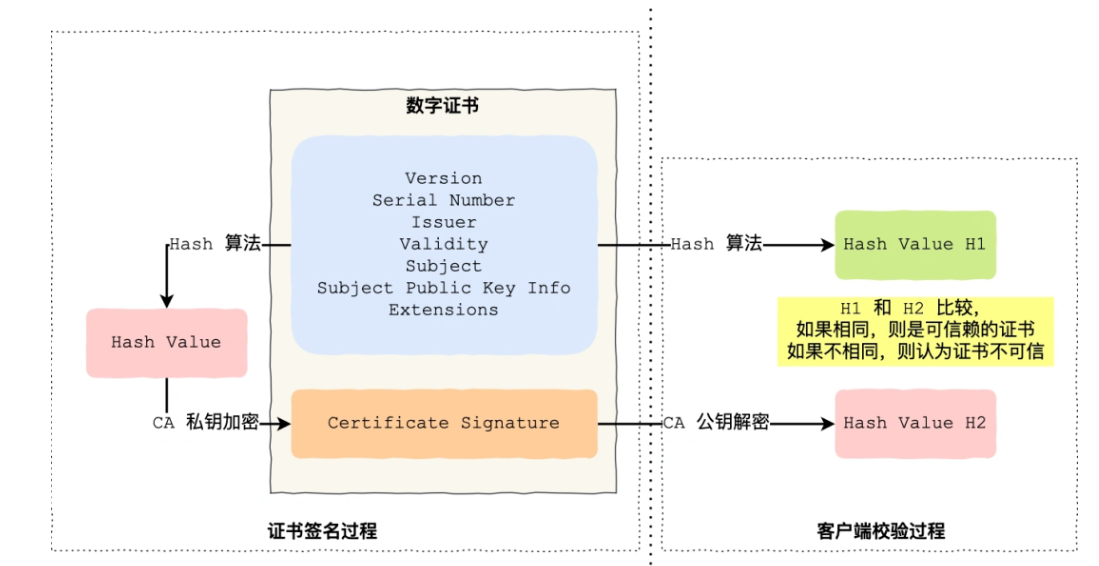 数字证书
Version
Serial Number
Issuer
Validity
Subject
Subject Public Key Info
Extensions
Hash 算法
Hash Value
CA 私钥加密
Certificate Signature
证书签名过程
Hash 算法
Hash Value H1
H1 和 H2 比较，
如果相同，则是可信赖的证书
如果不相同，则认为证书不可信
CA 公钥解密
Hash Value H2
客户端校验过程